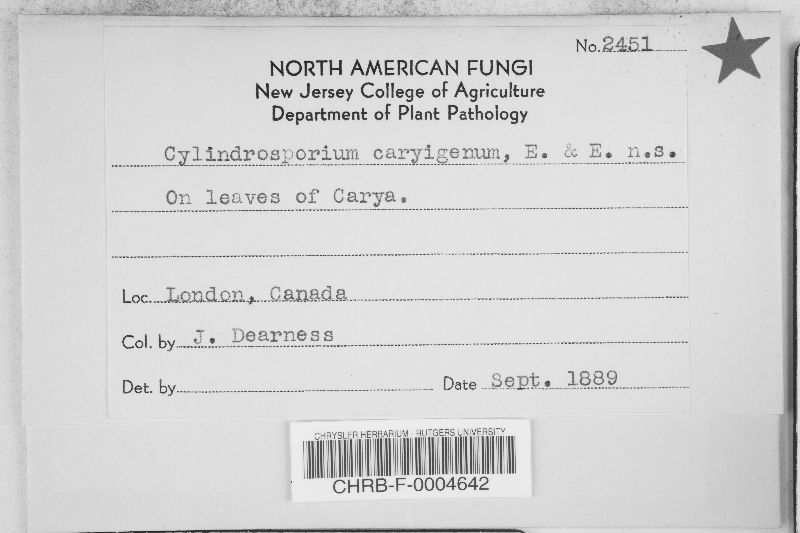 No. 2451
NORTH AMERICAN FUNGI
New Jersey College of Agriculture
Department of Plant Pathology
Cylindrosporium caryigenum, E. & E. n.s.
On leaves of Carya.
Loc. London, Canada
Col. by J. Dearness
Det. by
Date Sept. 1889
CHRYSLER HERBARIUM - RUTGERS UNIVERSITY
CHRB-F-0004642